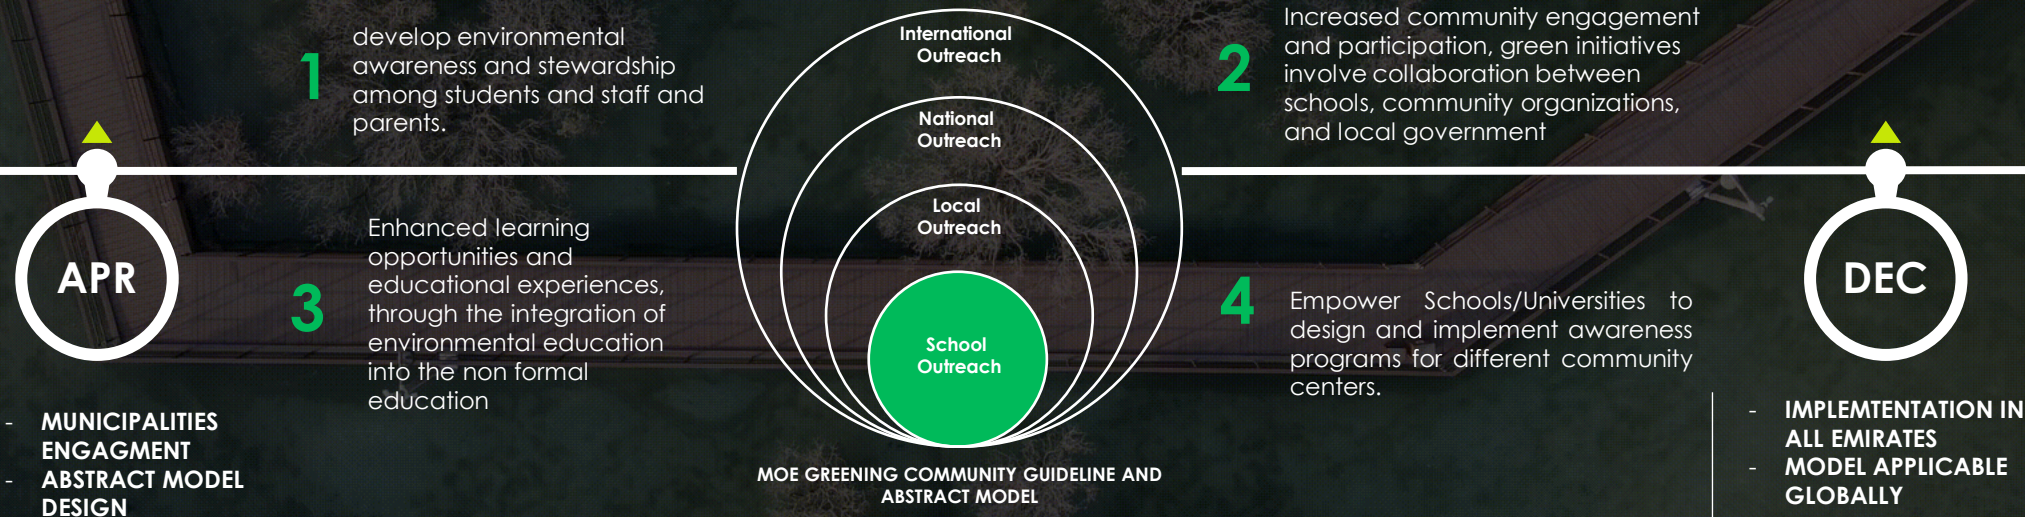 1
develop environmental
awareness and stewardship
among students and staff and
parents.
International
Outreach
National
Outreach
Local
Outreach
School
Outreach
MOE GREENING COMMUNITY GUIDELINE AND
ABSTRACT MODEL
2
Increased community engagement
and participation, green initiatives
involve collaboration between
schools, community organizations,
and local government
APR
3
Enhanced learning
opportunities and
educational experiences,
through the integration of
environmental education
into the non formal
education
4
Empower Schools/Universities to
design and implement awareness
programs for different community
centers.
DEC
- MUNICIPALITIES
ENGAGMENT
- ABSTRACT MODEL
DESIGN
- IMPLEMTENTATION IN
ALL EMIRATES
- MODEL APPLICABLE
GLOBALLY